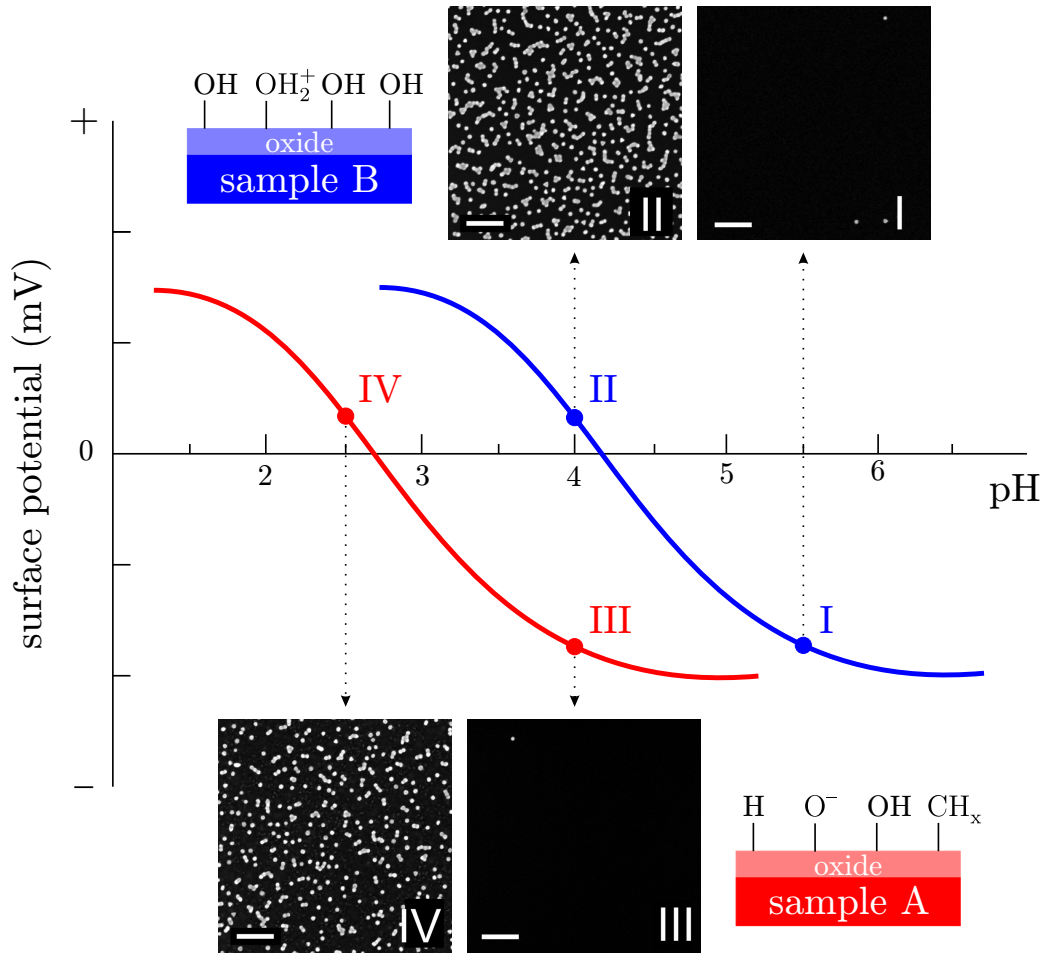 II
I
OH OH₂⁺ OH OH
oxide
sample B
+
surface potential (mV)
IV
II
0
2
3
4
5
6
pH
III
I
−
IV
III
H O⁻ OH CHₓ
oxide
sample A